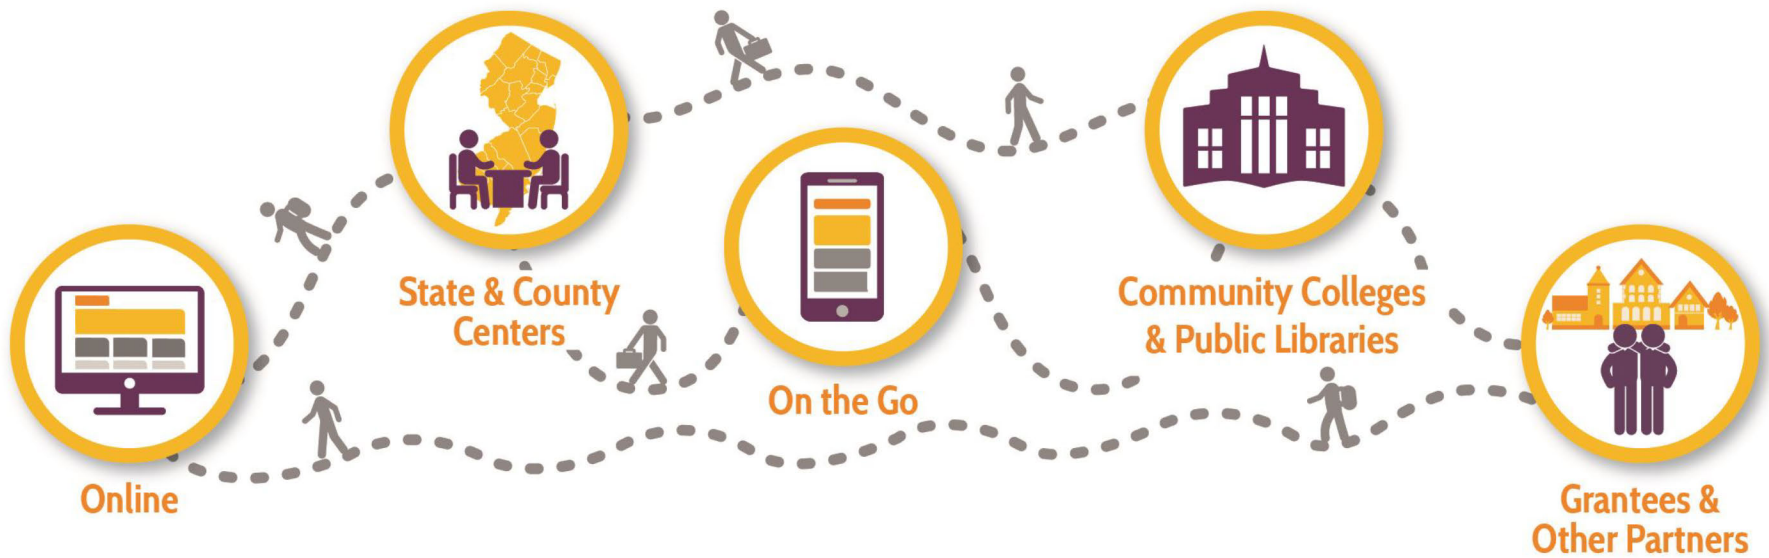 Online
State & County
Centers
On the Go
Community Colleges
& Public Libraries
Grantees &
Other Partners